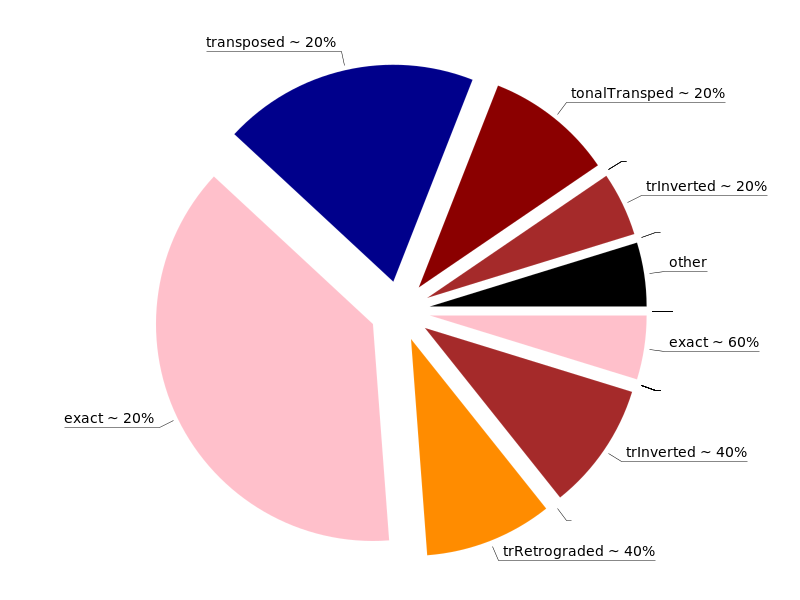 transposed ~ 20%
tonalTransped ~ 20%
trInverted ~ 20%
other
exact ~ 60%
exact ~ 20%
trInverted ~ 40%
trRetrograded ~ 40%